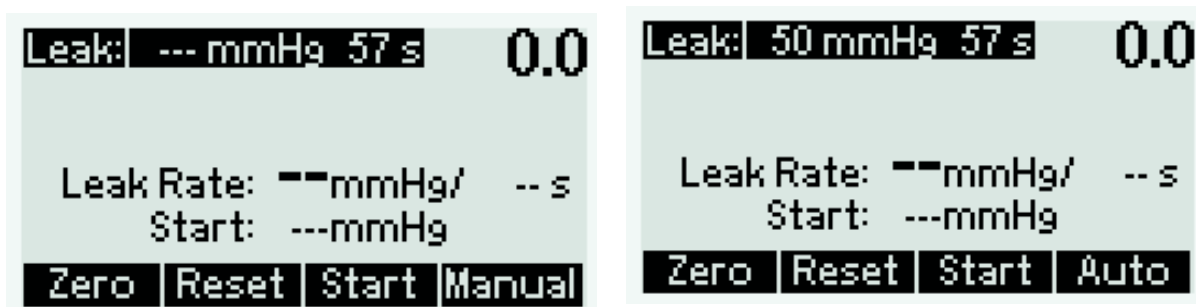 Leak: --- mmHg 57 s 0.0
Leak Rate: --mmHg/ -- s
Start: ---mmHg
Zero Reset Start Manual
Leak: 50 mmHg 57 s 0.0
Leak Rate: --mmHg/ -- s
Start: ---mmHg
Zero Reset Start Auto